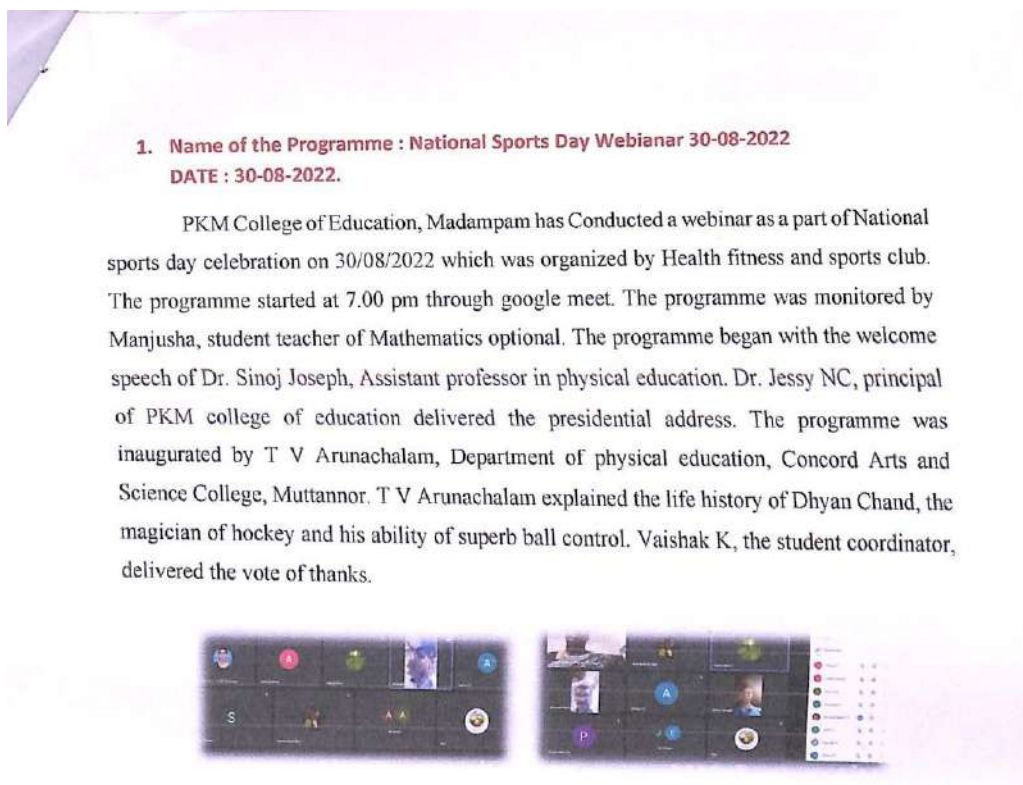 1. Name of the Programme : National Sports Day Webianar 30-08-2022
DATE : 30-08-2022.
PKM College of Education, Madampam has Conducted a webinar as a part of National
sports day celebration on 30/08/2022 which was organized by Health fitness and sports club.
The programme started at 7.00 pm through google meet. The programme was monitored by
Manjusha, student teacher of Mathematics optional. The programme began with the welcome
speech of Dr. Sinoj Joseph, Assistant professor in physical education. Dr. Jessy NC, principal
of PKM college of education delivered the presidential address. The programme was
inaugurated by T V Arunachalam, Department of physical education, Concord Arts and
Science College, Muttannor. T V Arunachalam explained the life history of Dhyan Chand, the
magician of hockey and his ability of superb ball control. Vaishak K, the student coordinator,
delivered the vote of thanks.
A
A
S
A A
A
P